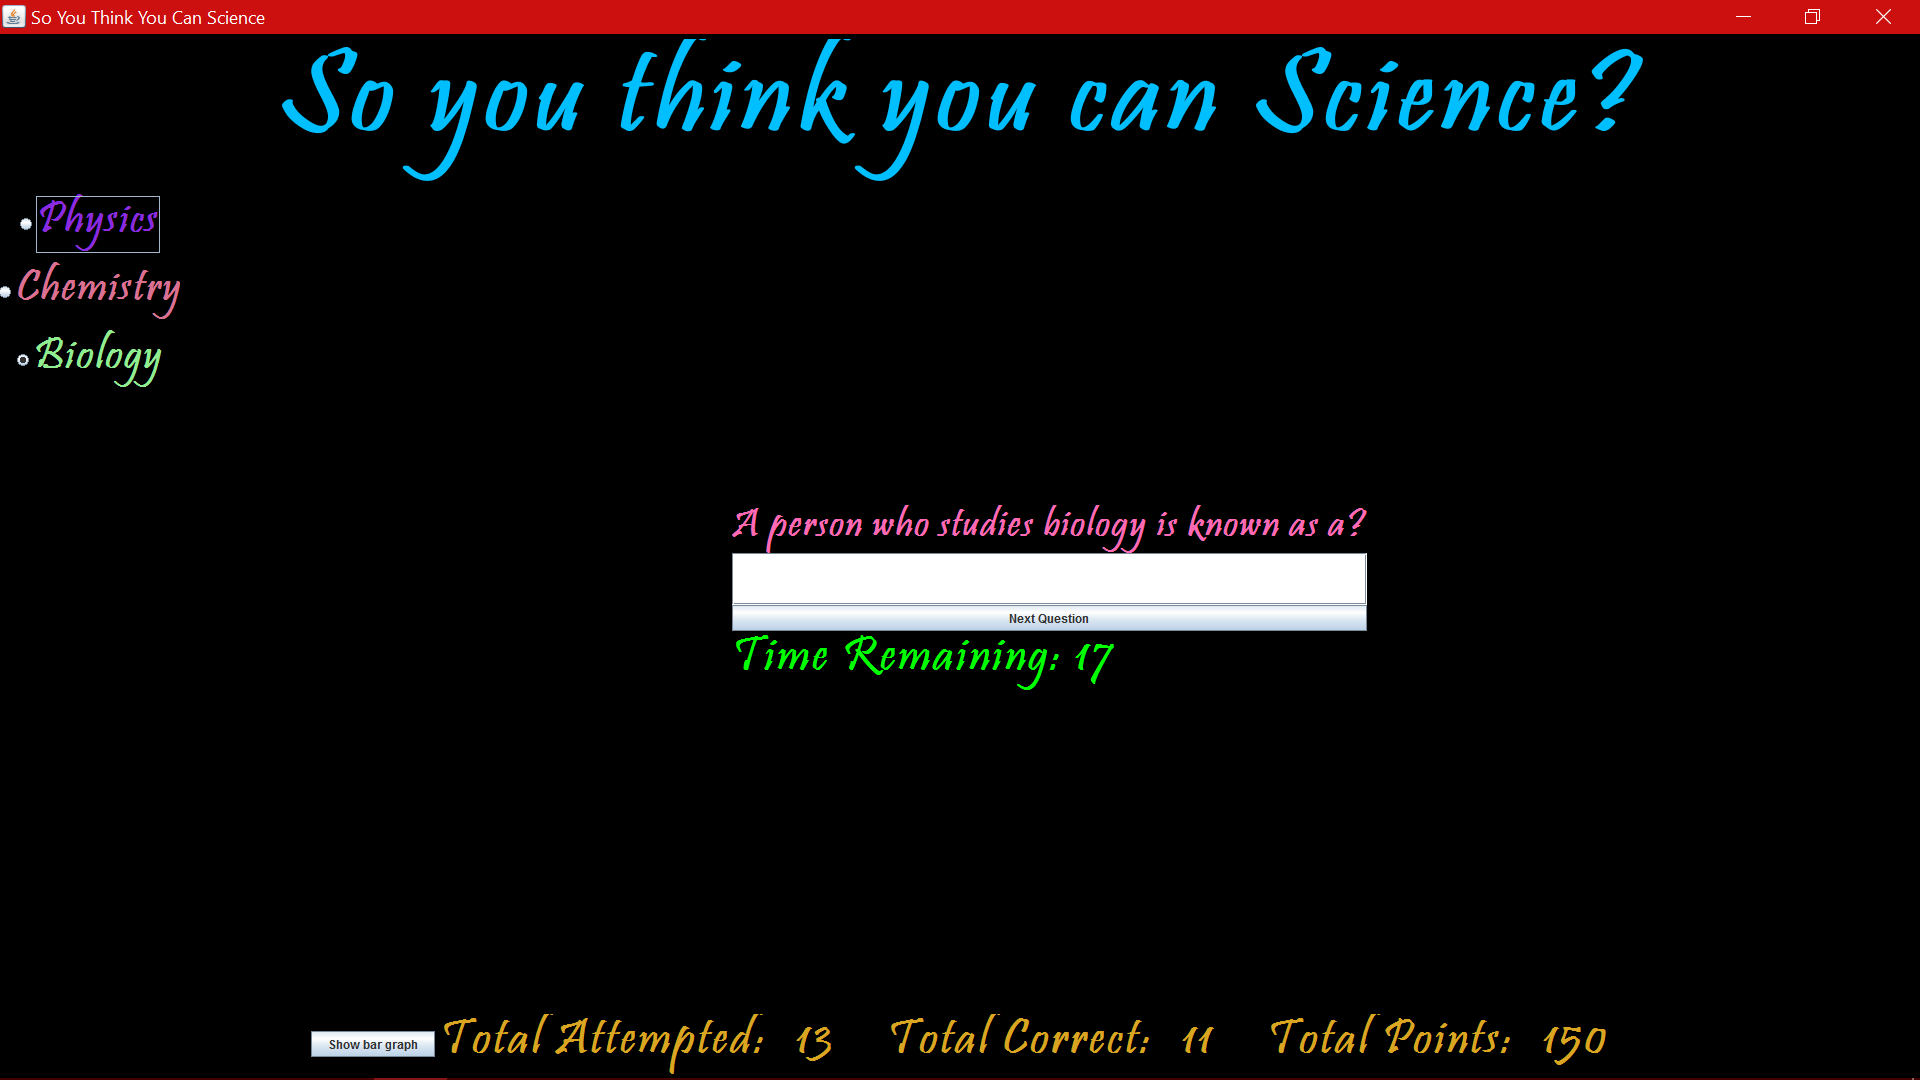 So You Think You Can Science
So you think you can Science?
Physics
Chemistry
Biology
A person who studies biology is known as a?
Next Question
Time Remaining: 17
Show bar graph Total Attempted: 13 Total Correct: 11 Total Points: 150